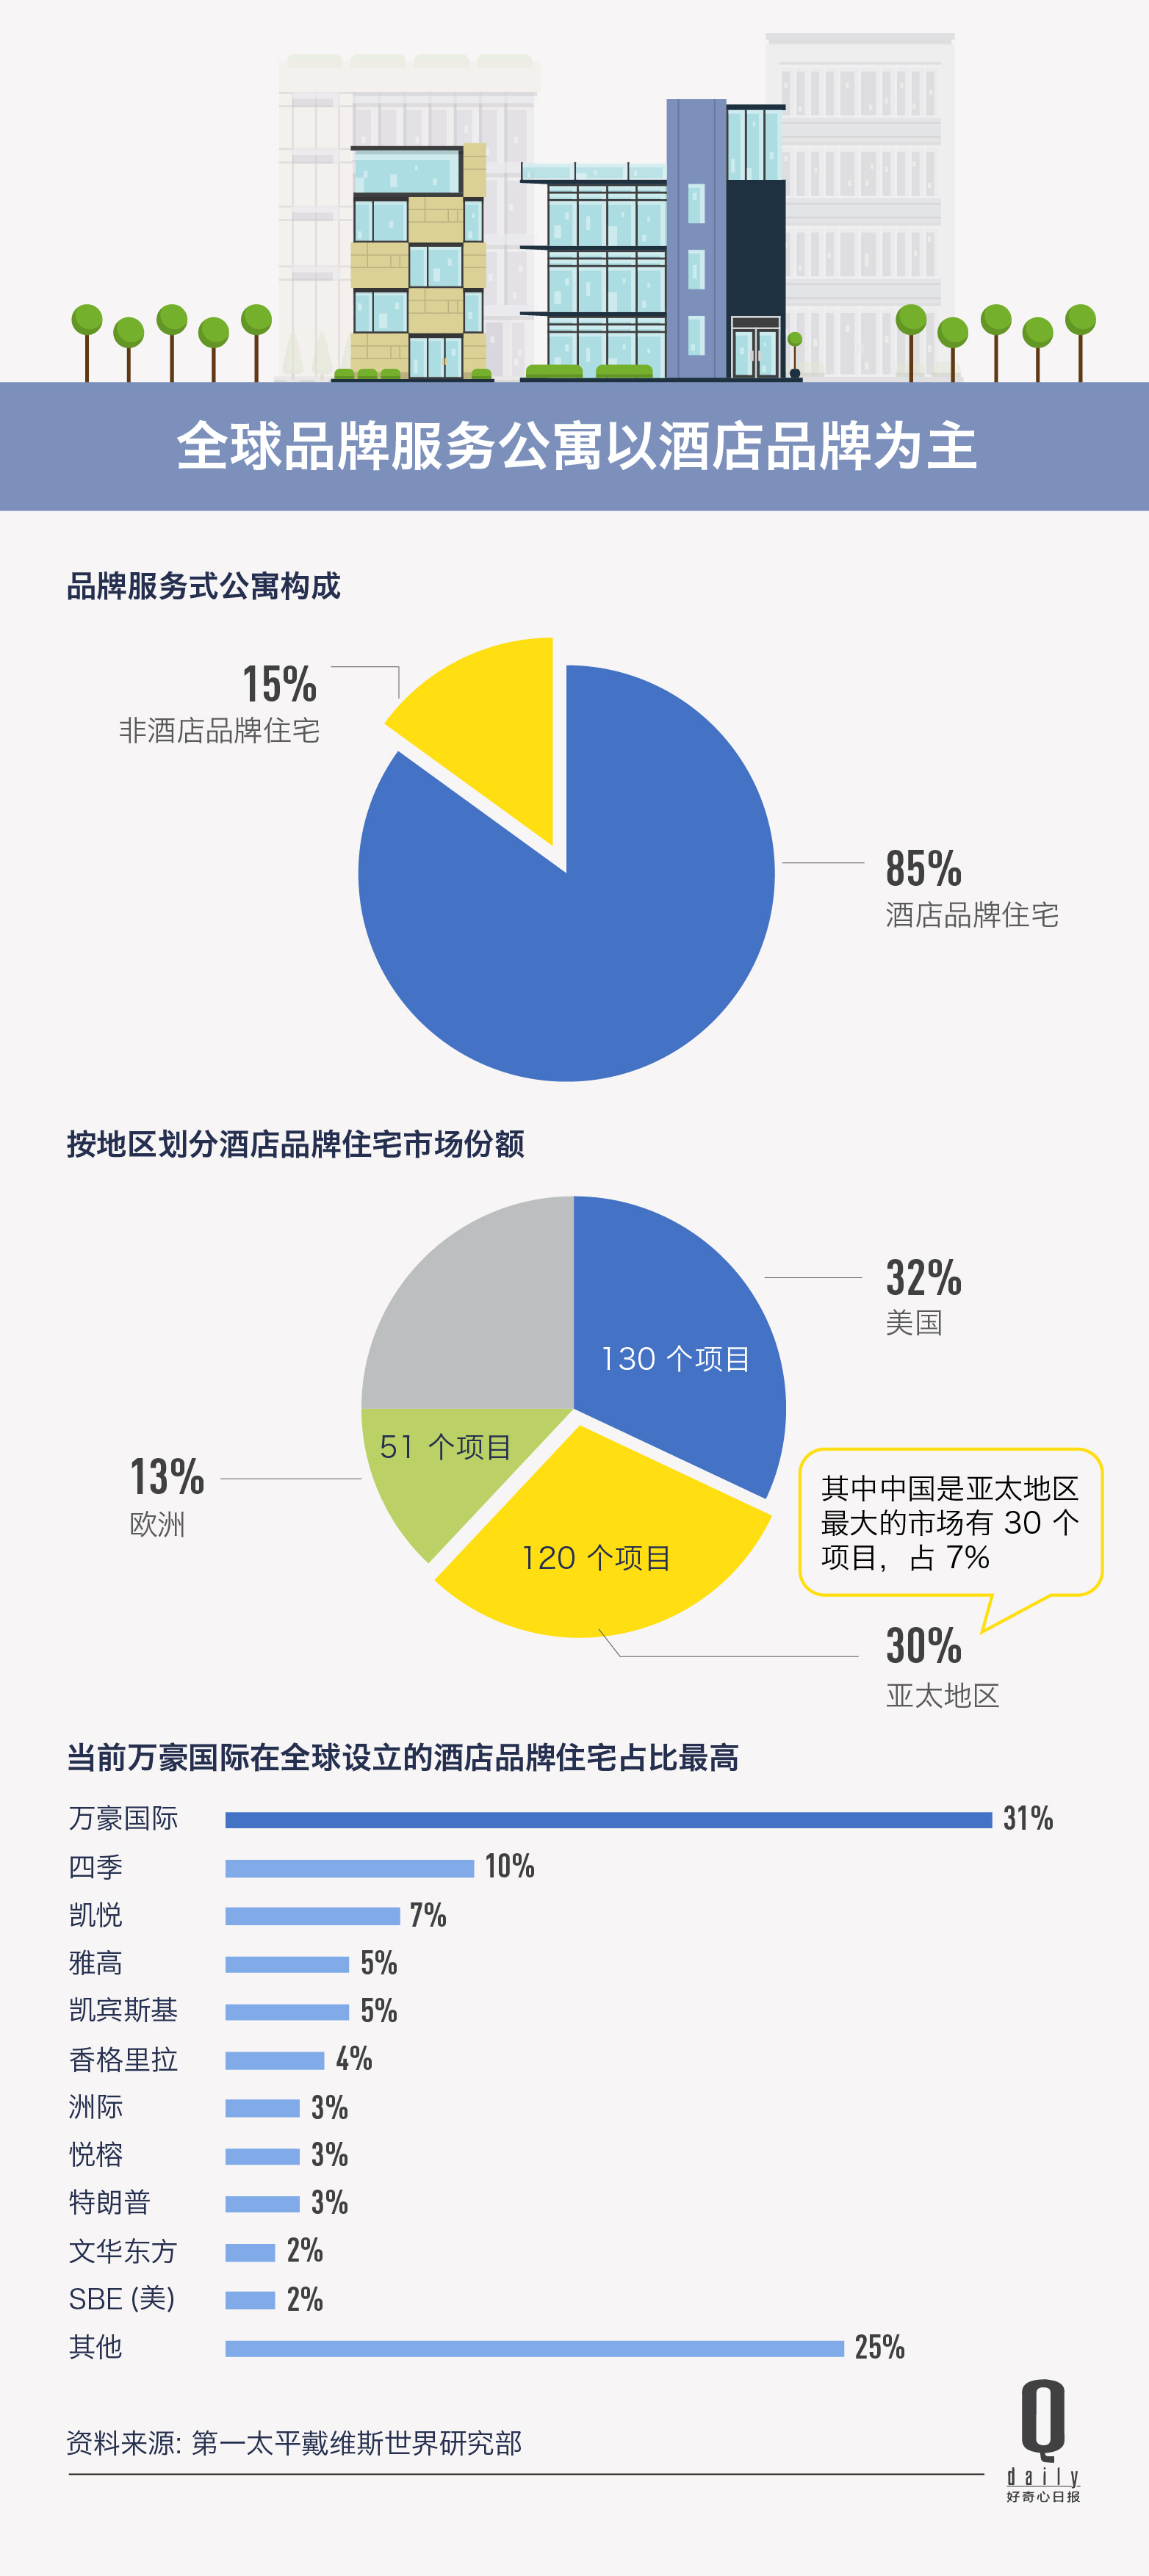 全球品牌服务公寓以酒店品牌为主
品牌服务式公寓构成
15%
非酒店品牌住宅
85%
酒店品牌住宅
按地区划分酒店品牌住宅市场份额
32%
美国
130 个项目
51 个项目
13%
欧洲
其中中国是亚太地区
最大的市场有 30 个
项目，占 7%
120 个项目
30%
亚太地区
当前万豪国际在全球设立的酒店品牌住宅占比最高
万豪国际 31%
四季 10%
凯悦 7%
雅高 5%
凯宾斯基 5%
香格里拉 4%
洲际 3%
悦榕 3%
特朗普 3%
文华东方 2%
SBE (美) 2%
其他 25%
资料来源: 第一太平戴维斯世界研究部
Q
daily
好奇心日报